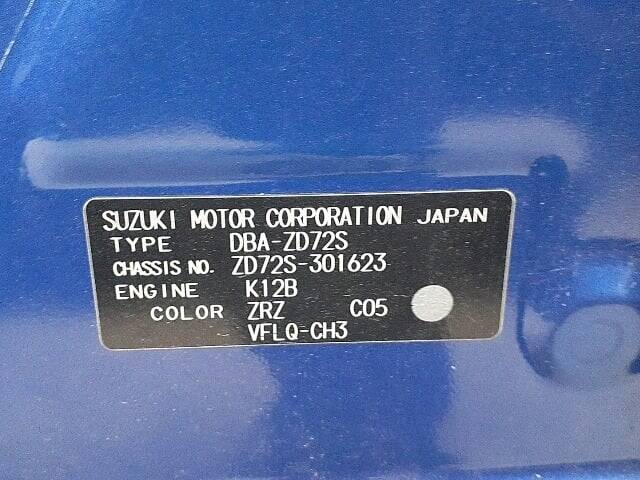 SUZUKI MOTOR CORPORATION JAPAN
TYPE DBA-ZD72S
CHASSIS NO. ZD72S-301623
ENGINE K12B
COLOR ZRZ C05
VFLQ-CH3